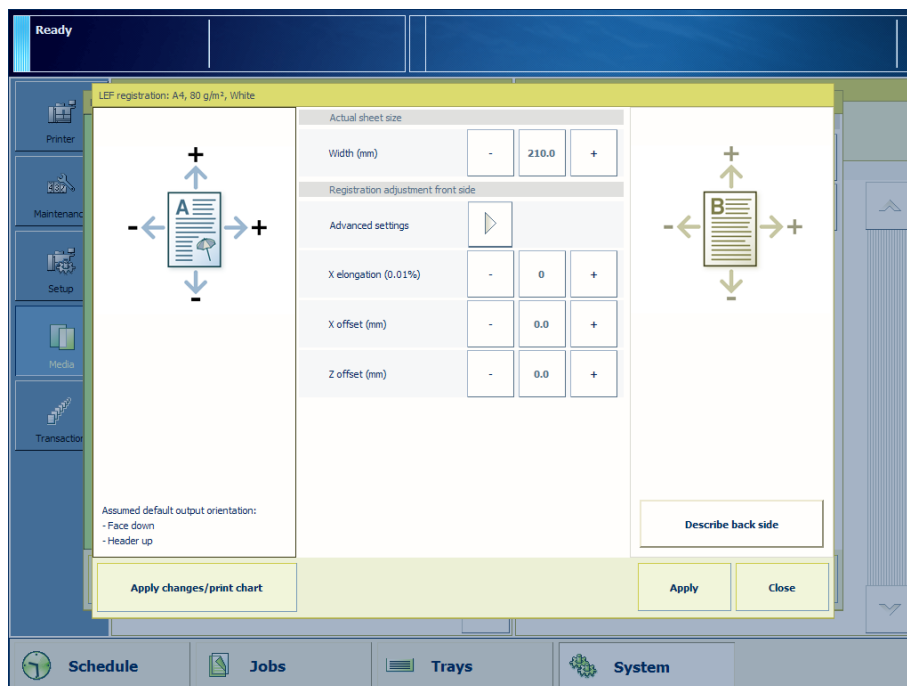 Ready
LEF registration: A4, 80 g/m², White
Printer
Maintenanc
Setup
Media
Transaction
+
A
- +
-
Assumed default output orientation:
- Face down
- Header up
Actual sheet size
Width (mm) - 210.0 +
Registration adjustment front side
Advanced settings
X elongation (0.01%) - 0 +
X offset (mm) - 0.0 +
Z offset (mm) - 0.0 +
+
B
- +
-
Describe back side
Apply changes/print chart
Apply
Close
Schedule
Jobs
Trays
System